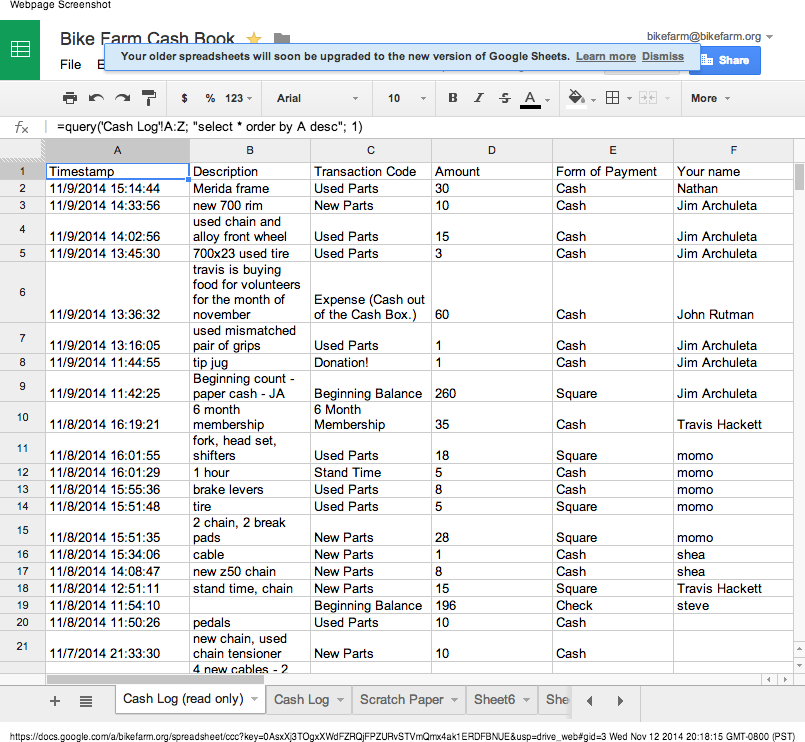 Webpage Screenshot
Bike Farm Cash Book
bikefarm@bikefarm.org
File E
Your older spreadsheets will soon be upgraded to the new version of Google Sheets. Learn more Dismiss
Share
$ % 123 Arial 10 B I S A More
fx =query('Cash Log'!A:Z; "select * order by A desc"; 1)
A B C D E F
1 Timestamp Description Transaction Code Amount Form of Payment Your name
2 11/9/2014 15:14:44 Merida frame Used Parts 30 Cash Nathan
3 11/9/2014 14:33:56 new 700 rim New Parts 10 Cash Jim Archuleta
used chain and
4 11/9/2014 14:02:56 alloy front wheel Used Parts 15 Cash Jim Archuleta
5 11/9/2014 13:45:30 700x23 used tire Used Parts 3 Cash Jim Archuleta
travis is buying
food for volunteers
for the month of Expense (Cash out
6 11/9/2014 13:36:32 november of the Cash Box.) 60 Cash John Rutman
used mismatched
7 11/9/2014 13:16:05 pair of grips Used Parts 1 Cash Jim Archuleta
8 11/9/2014 11:44:55 tip jug Donation! 1 Cash Jim Archuleta
Beginning count -
9 11/9/2014 11:42:25 paper cash - JA Beginning Balance 260 Square Jim Archuleta
6 month 6 Month
10 11/8/2014 16:19:21 membership Membership 35 Cash Travis Hackett
fork, head set,
11 11/8/2014 16:01:55 shifters Used Parts 18 Square momo
12 11/8/2014 16:01:29 1 hour Stand Time 5 Cash momo
13 11/8/2014 15:55:36 brake levers Used Parts 8 Cash momo
14 11/8/2014 15:51:48 tire Used Parts 5 Square momo
2 chain, 2 break
15 11/8/2014 15:51:35 pads New Parts 28 Square momo
16 11/8/2014 15:34:06 cable New Parts 1 Cash shea
17 11/8/2014 14:08:47 new z50 chain New Parts 8 Cash shea
18 11/8/2014 12:51:11 stand time, chain New Parts 15 Square Travis Hackett
19 11/8/2014 11:54:10 Beginning Balance 196 Check steve
20 11/8/2014 11:50:26 pedals Used Parts 10 Cash
new chain, used
21 11/7/2014 21:33:30 chain tensioner New Parts 10 Cash
4 new cables - 2
Cash Log (read only) Cash Log Scratch Paper Sheet6 She
https://docs.google.com/a/bikefarm.org/spreadsheet/ccc?key=0AsxXj3TOgxXWdFZRQjFPZURvSTVmQmx4ak1ERDFBNUE&usp=drive_web#gid=3 Wed Nov 12 2014 20:18:15 GMT-0800 (PST)